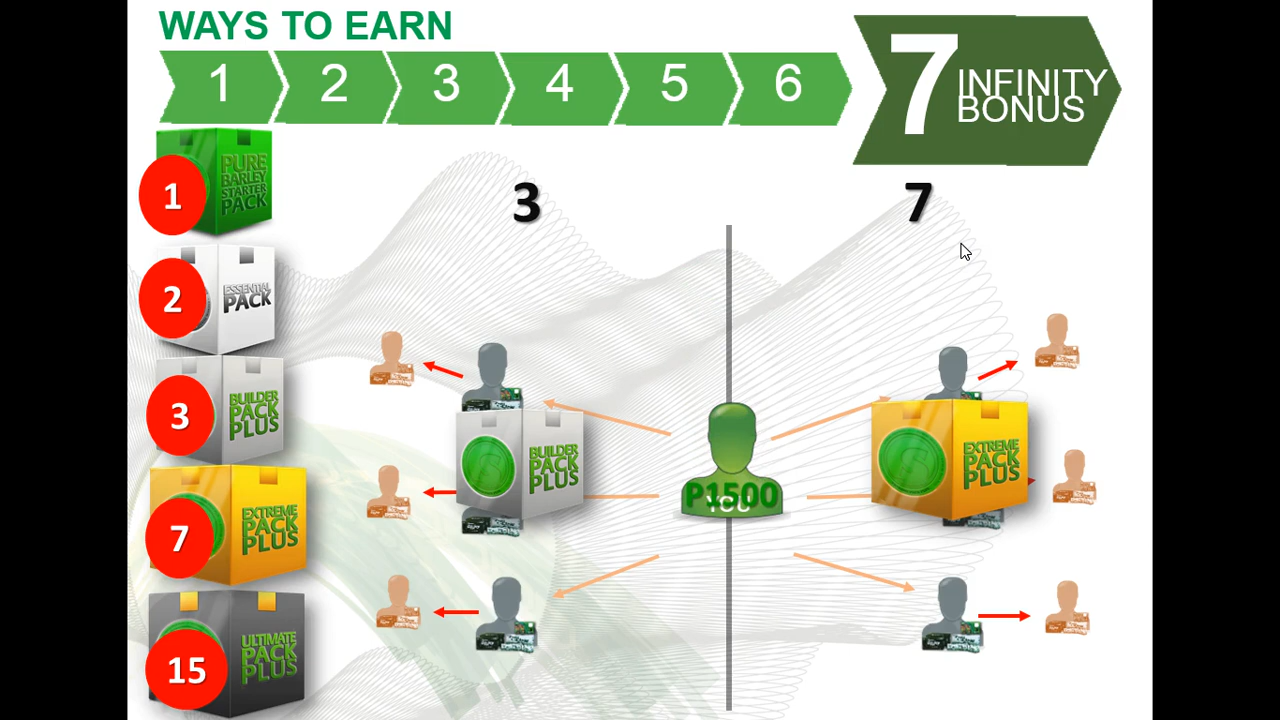 WAYS TO EARN
1
2
3
4
5
6
7
INFINITY
BONUS
PURE
BARLEY
STARTER
PACK
1
3
7
ESSENTIAL
PACK
2
BUILDER
PACK
PLUS
3
BUILDER
PACK
PLUS
P1500
YOU
EXTREME
PACK
PLUS
EXTREME
PACK
PLUS
7
ULTIMATE
PACK
PLUS
15